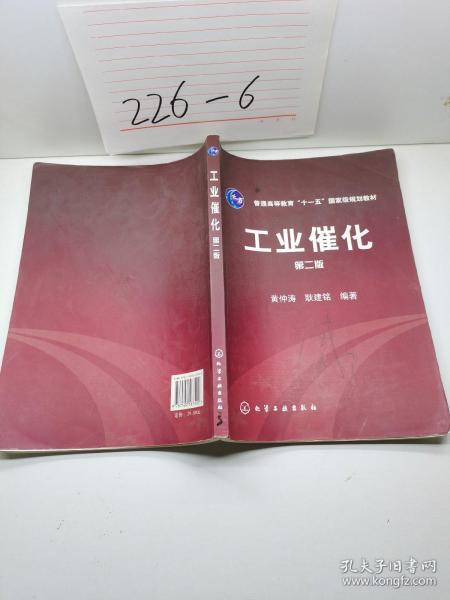 226-6
工业催化
第二版
化学工业出版社
普通高等教育“十一五”国家级规划教材
工业催化
第二版
黄仲涛 耿建铭 编著
化学工业出版社
孔夫子旧书网
www.kongfz.com